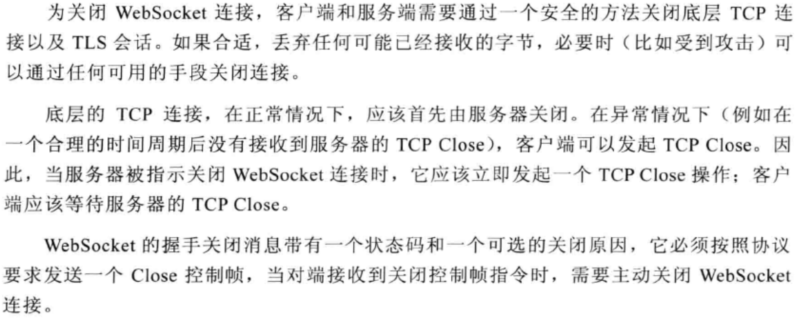 为关闭 WebSocket 连接，客户端和服务端需要通过一个安全的方法关闭底层 TCP 连
接以及 TLS 会话。如果合适，丢弃任何可能已经接收的字节，必要时（比如受到攻击）可
以通过任何可用的手段关闭连接。
底层的 TCP 连接，在正常情况下，应该首先由服务器关闭。在异常情况下（例如在
一个合理的时间周期后没有接收到服务器的 TCP Close），客户端可以发起 TCP Close。因
此，当服务器被指示关闭 WebSocket 连接时，它应该立即发起一个 TCP Close 操作；客户
端应该等待服务器的 TCP Close。
WebSocket 的握手关闭消息带有一个状态码和一个可选的关闭原因，它必须按照协议
要求发送一个 Close 控制帧，当对端接收到关闭控制帧指令时，需要主动关闭 WebSocket
连接。